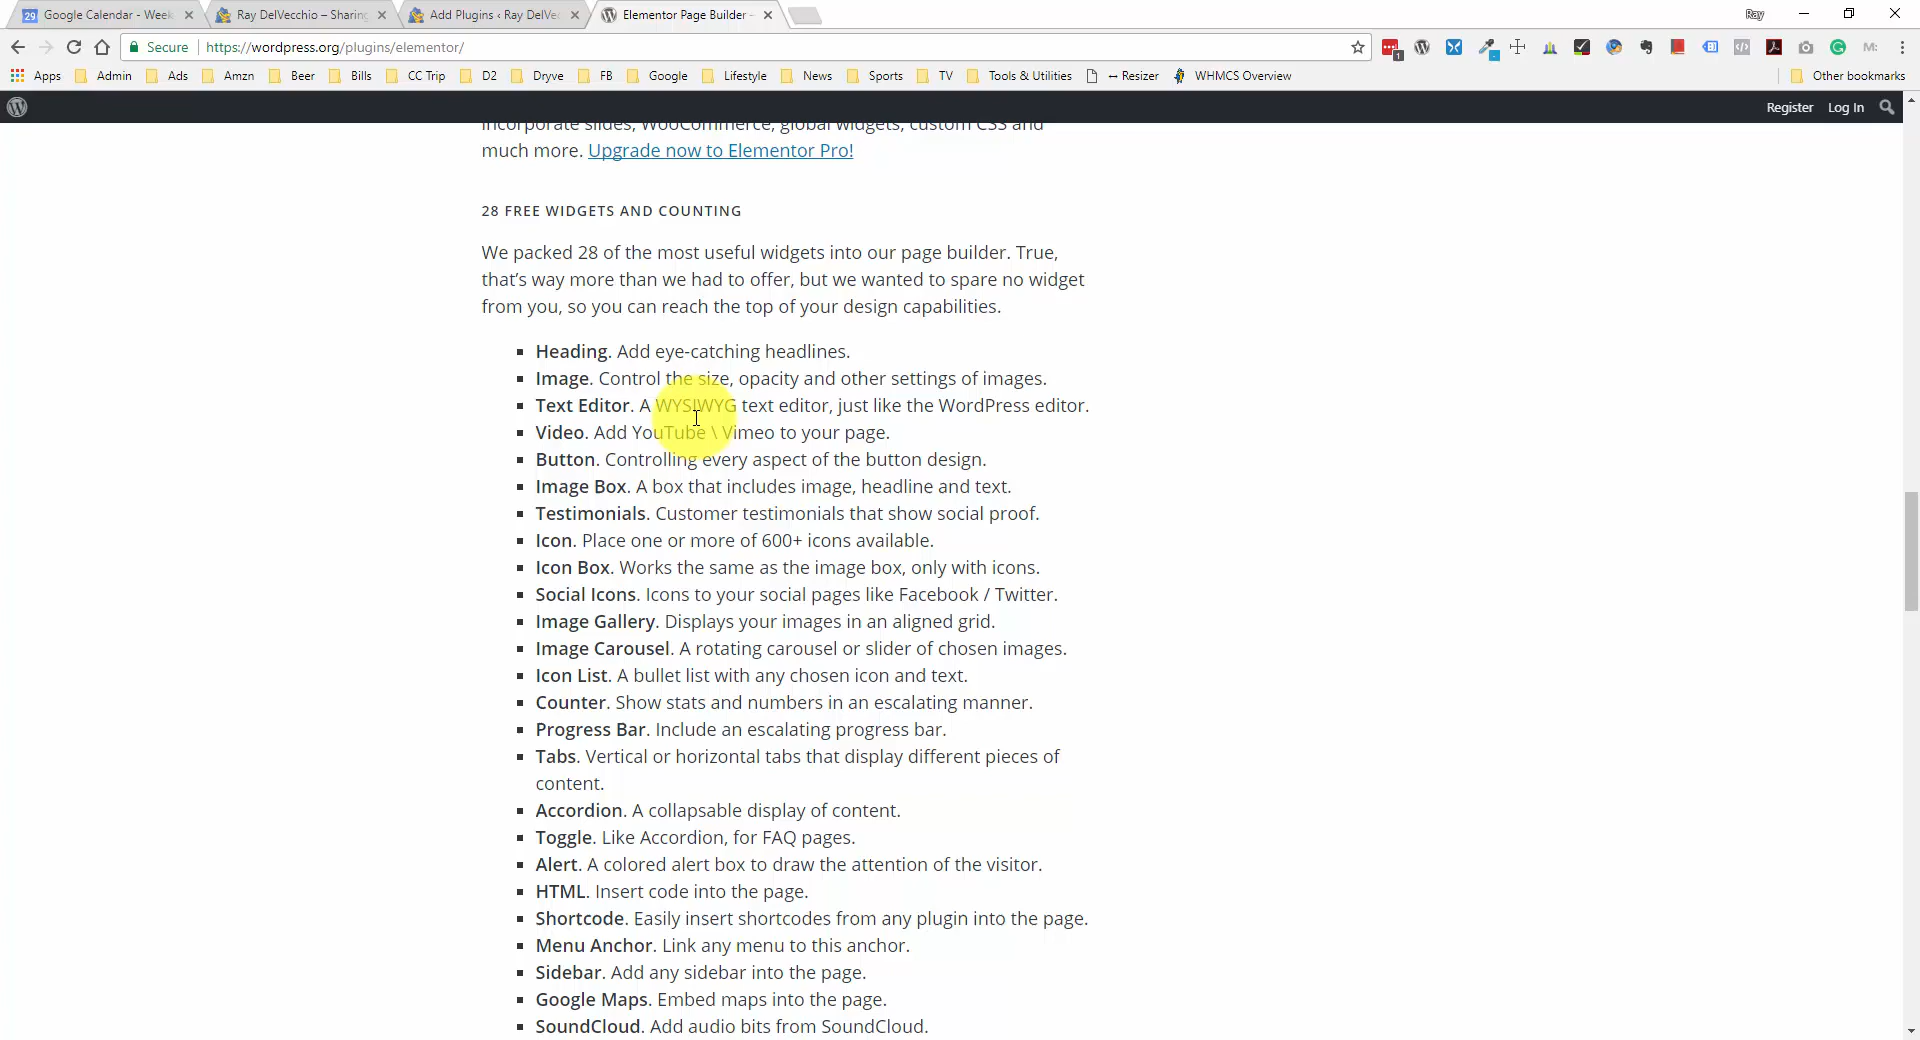 Google Calendar - Week
Ray DelVecchio – Sharing
Add Plugins ‹ Ray DelVe
Elementor Page Builder –
Ray
Secure
https://wordpress.org/plugins/elementor/
1
M:
Apps
Admin
Ads
Amzn
Beer
Bills
CC Trip
D2
Dryve
FB
Google
Lifestyle
News
Sports
TV
Tools & Utilities
↔ Resizer
WHMCS Overview
Other bookmarks
Register
Log In
incorporate slides, WooCommerce, global widgets, custom CSS and
much more. Upgrade now to Elementor Pro!
28 FREE WIDGETS AND COUNTING
We packed 28 of the most useful widgets into our page builder. True,
that’s way more than we had to offer, but we wanted to spare no widget
from you, so you can reach the top of your design capabilities.
Heading. Add eye-catching headlines.
Image. Control the size, opacity and other settings of images.
Text Editor. A WYSIWYG text editor, just like the WordPress editor.
Video. Add YouTube \ Vimeo to your page.
Button. Controlling every aspect of the button design.
Image Box. A box that includes image, headline and text.
Testimonials. Customer testimonials that show social proof.
Icon. Place one or more of 600+ icons available.
Icon Box. Works the same as the image box, only with icons.
Social Icons. Icons to your social pages like Facebook / Twitter.
Image Gallery. Displays your images in an aligned grid.
Image Carousel. A rotating carousel or slider of chosen images.
Icon List. A bullet list with any chosen icon and text.
Counter. Show stats and numbers in an escalating manner.
Progress Bar. Include an escalating progress bar.
Tabs. Vertical or horizontal tabs that display different pieces of
content.
Accordion. A collapsable display of content.
Toggle. Like Accordion, for FAQ pages.
Alert. A colored alert box to draw the attention of the visitor.
HTML. Insert code into the page.
Shortcode. Easily insert shortcodes from any plugin into the page.
Menu Anchor. Link any menu to this anchor.
Sidebar. Add any sidebar into the page.
Google Maps. Embed maps into the page.
SoundCloud. Add audio bits from SoundCloud.